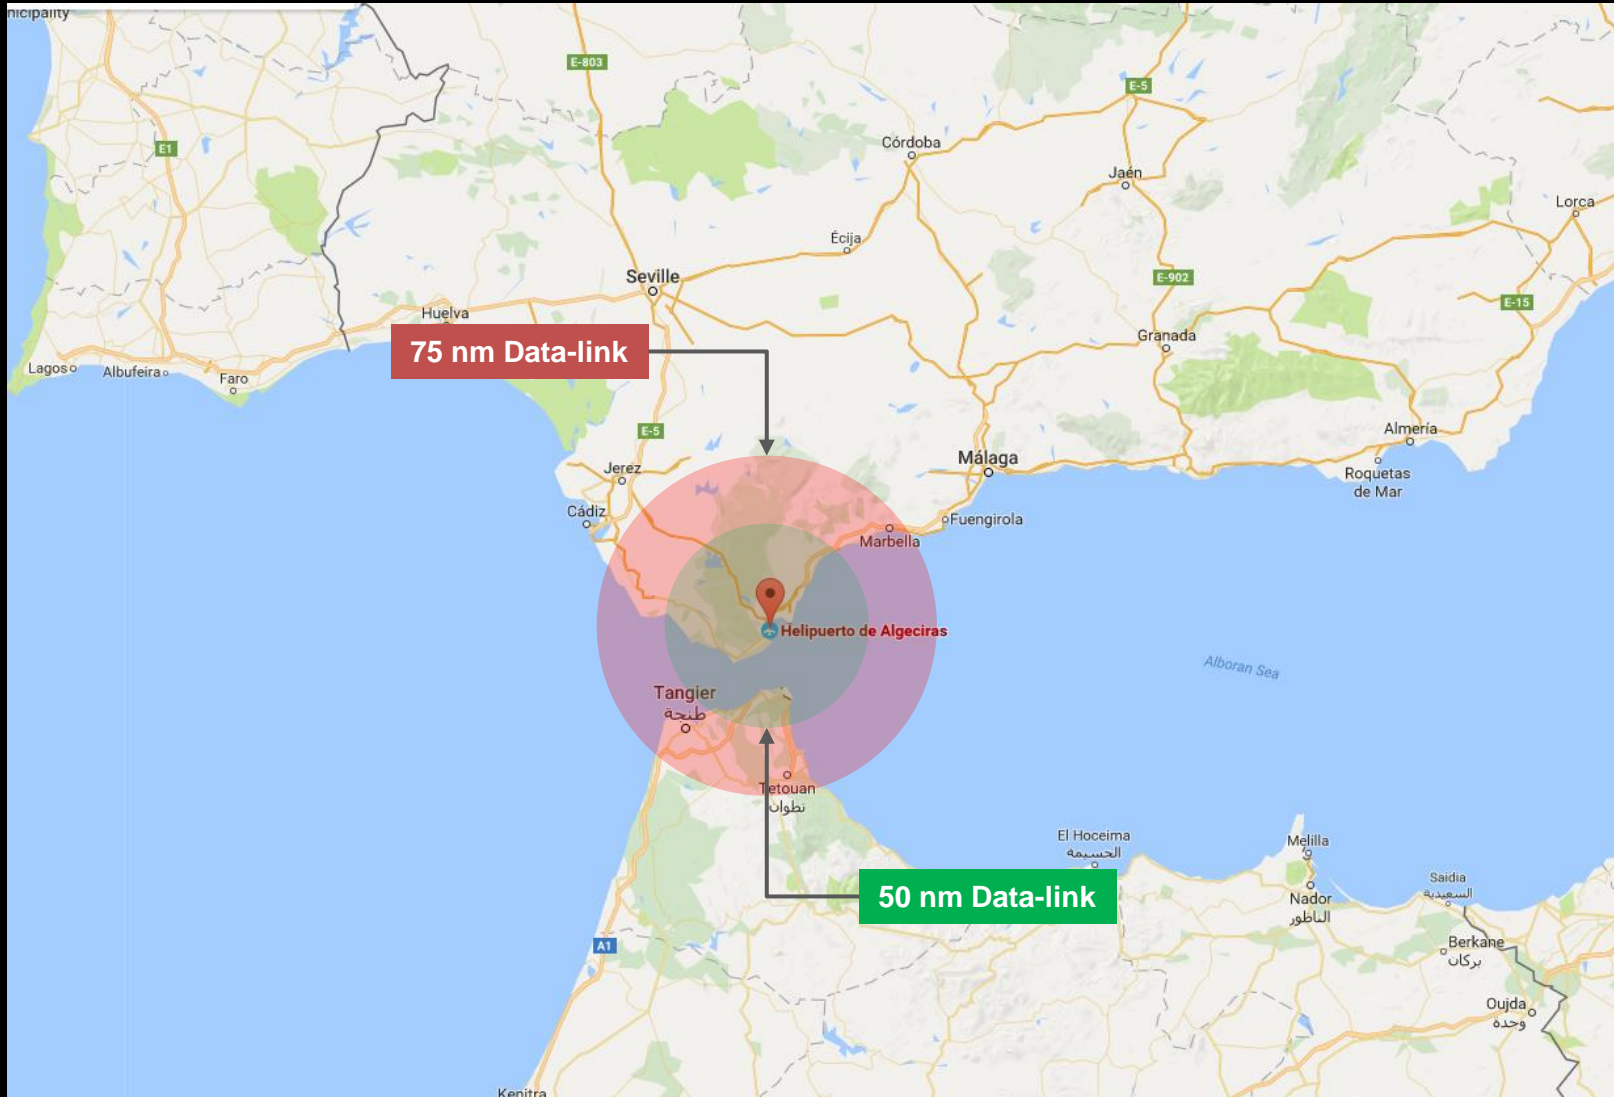 nicipality
E-803
E-5
E1
Córdoba
Jaén
Lorca
Écija
Seville
E-902
E-15
Huelva
75 nm Data-link
Granada
Lagos
Albufeira
Faro
E-5
Almería
Málaga
Jerez
Roquetas
de Mar
Cádiz
Fuengirola
Marbella
Helipuerto de Algeciras
Alboran Sea
Tangier
طنجة
Tetouan
تطوان
El Hoceima
الحسيمة
Melilla
Saidia
السعيدية
50 nm Data-link
Nador
الناظور
A1
Berkane
بركان
Oujda
وجدة
Kenitra